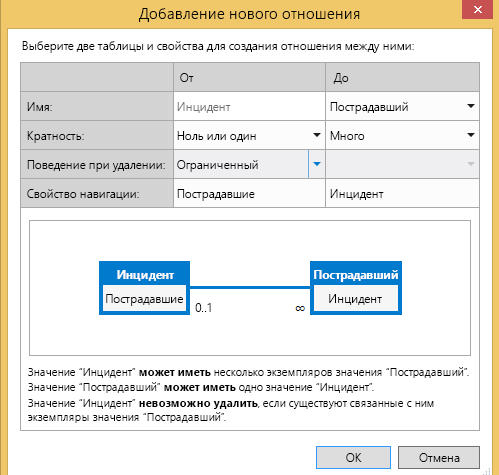 Добавление нового отношения
Выберите две таблицы и свойства для создания отношения между ними:
От До
Имя: Инцидент Пострадавший
Кратность: Ноль или один Много
Поведение при удалении: Ограниченный
Свойство навигации: Пострадавшие Инцидент
Инцидент Пострадавший
Пострадавшие Инцидент
0..1 ∞
Значение "Инцидент" может иметь несколько экземпляров значения "Пострадавший".
Значение "Пострадавший" может иметь одно значение "Инцидент".
Значение "Инцидент" невозможно удалить, если существуют связанные с ним
экземпляры значения "Пострадавший".
ОК Отмена